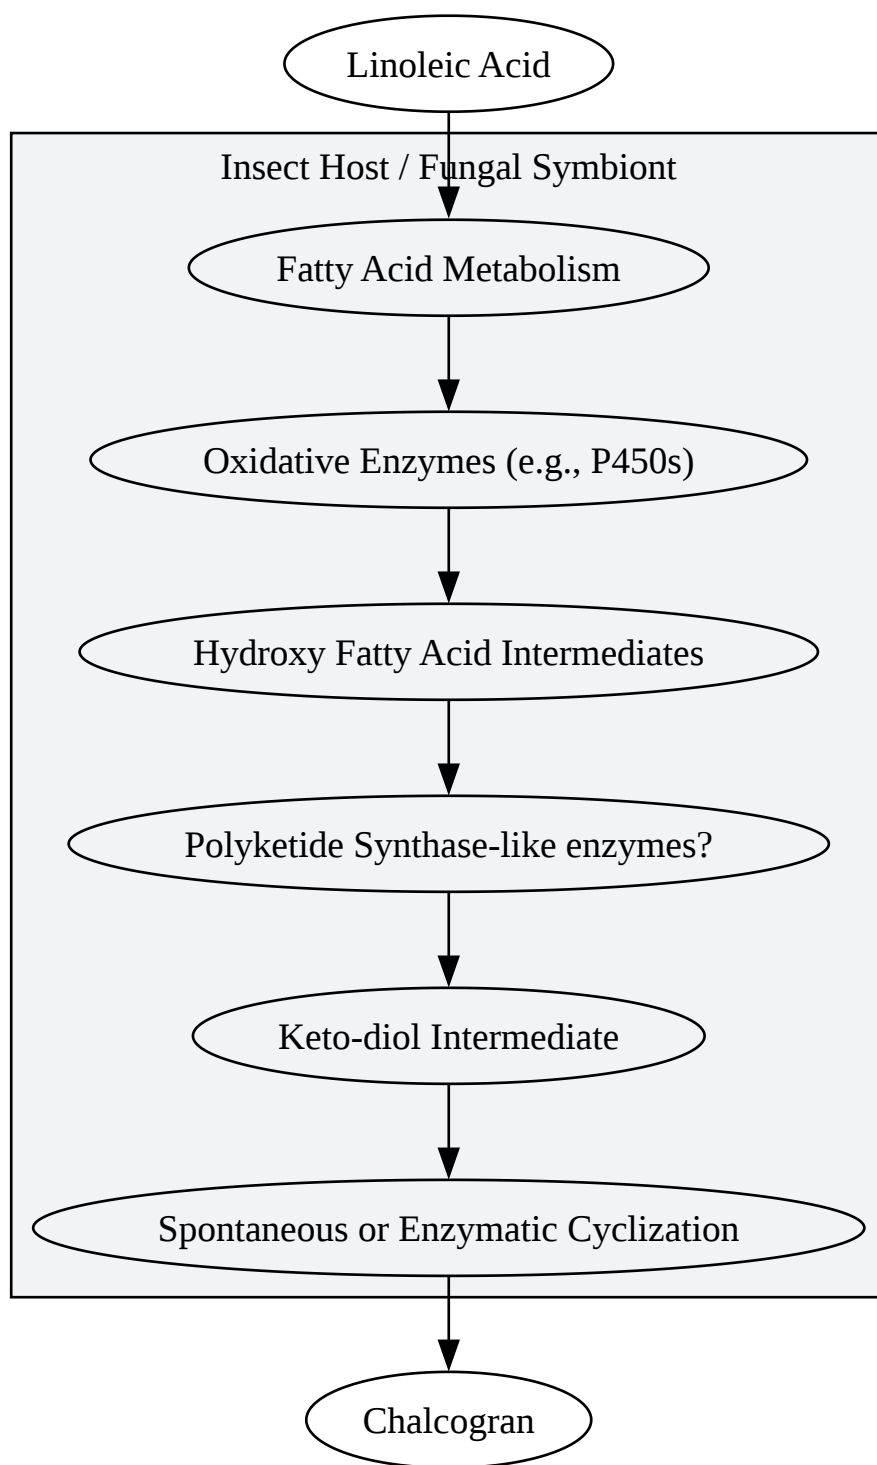 Linoleic Acid
Insect Host / Fungal Symbiont
Fatty Acid Metabolism
Oxidative Enzymes (e.g., P450s)
Hydroxy Fatty Acid Intermediates
Polyketide Synthase-like enzymes?
Keto-diol Intermediate
Spontaneous or Enzymatic Cyclization
Chalcogran